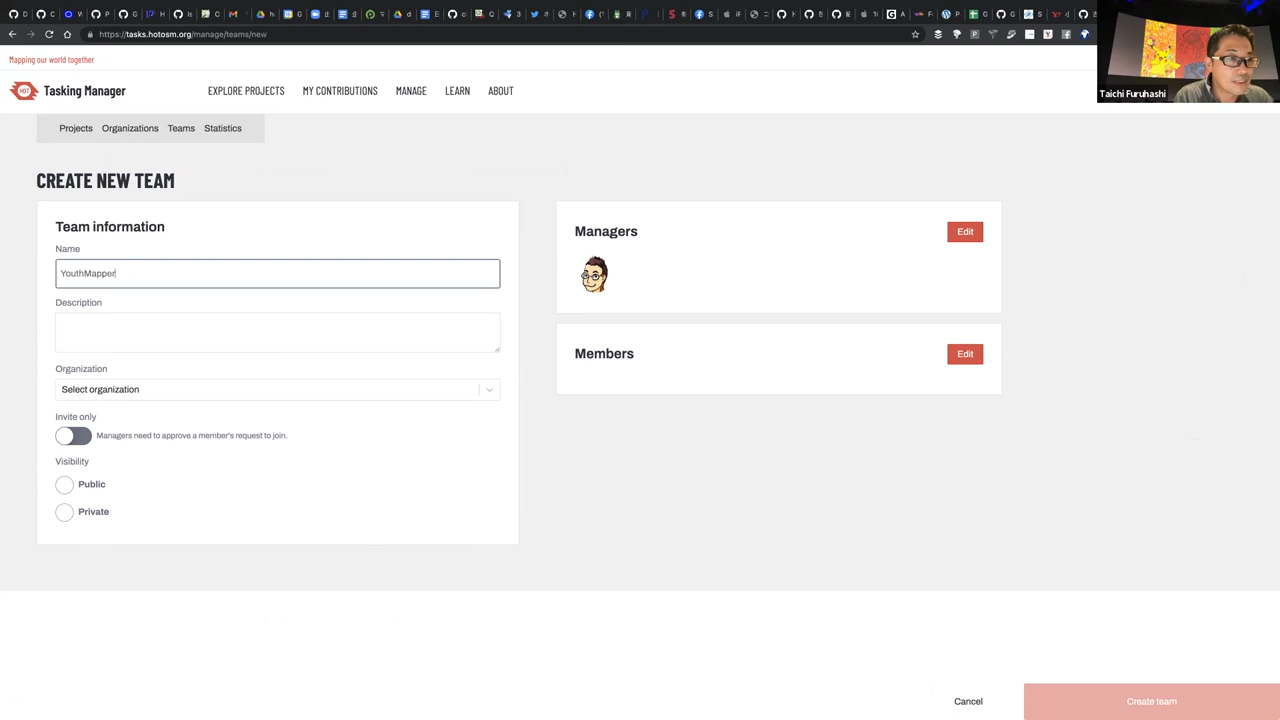 https://tasks.hotosm.org/manage/teams/new
Mapping our world together
HOT Tasking Manager
EXPLORE PROJECTS MY CONTRIBUTIONS MANAGE LEARN ABOUT
Taichi Furuhashi
Projects Organizations Teams Statistics
CREATE NEW TEAM
Team information
Name
YouthMapper
Description
Organization
Select organization
Invite only
Managers need to approve a member's request to join.
Visibility
Public
Private
Managers
Edit
Members
Edit
Cancel
Create team